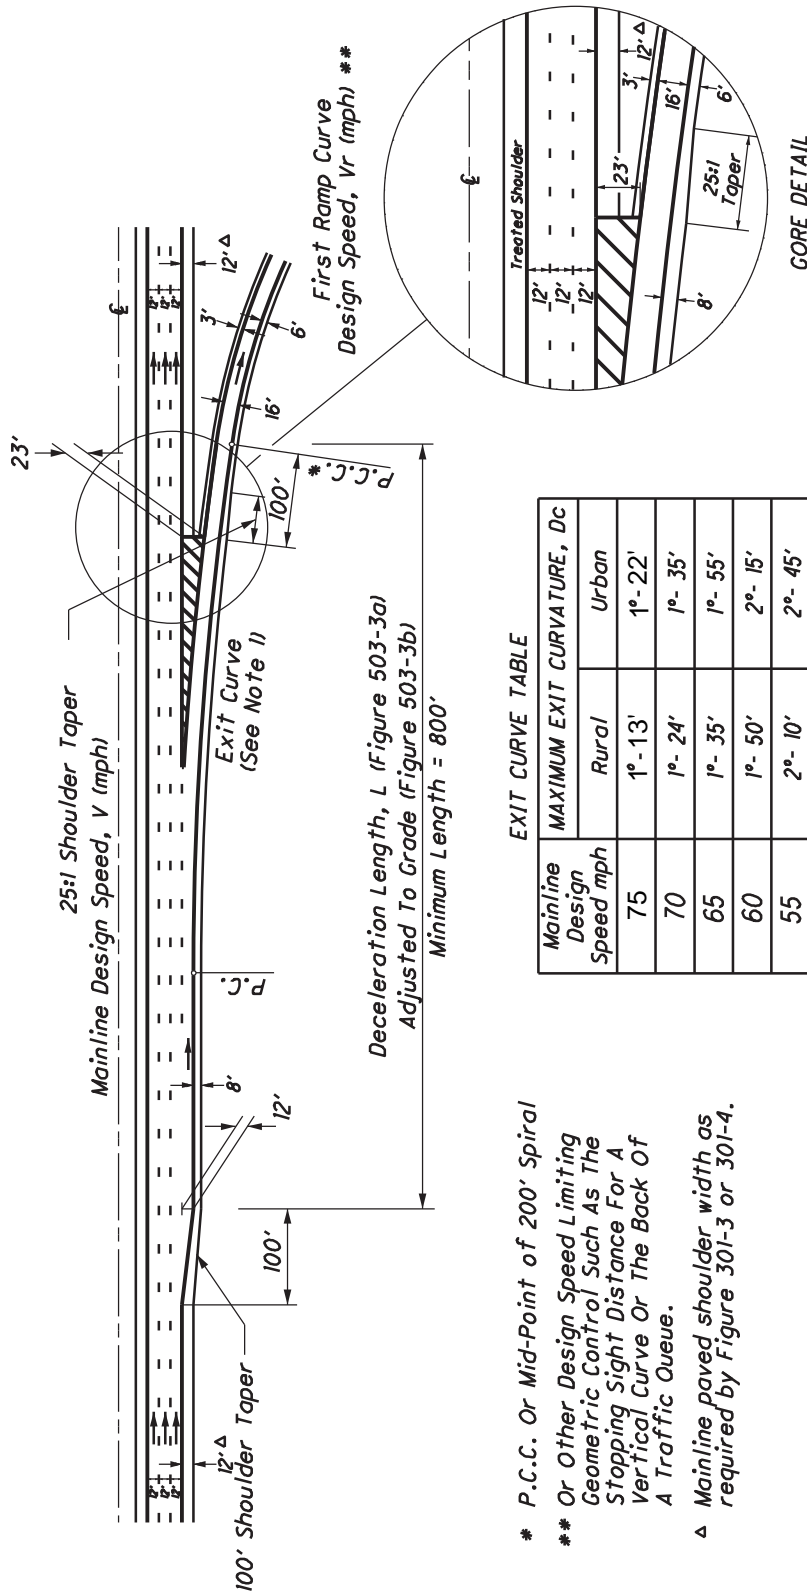 25:1 Shoulder Taper
Mainline Design Speed, V (mph)
23'
℄
12'
12'
12'
12' Δ
12'
12'
12'
12' Δ
100' Shoulder Taper
100'
12'
8'
P.C.
Exit Curve
(See Note 1)
100'
P.C.C.*
16'
3'
6'
First Ramp Curve
Design Speed, Vr (mph) **
Deceleration Length, L (Figure 503-3a)
Adjusted To Grade (Figure 503-3b)
Minimum Length = 800'
℄
Treated Shoulder
12'
12'
12'
23'
3'
12' Δ
16'
6'
8'
25:1
Taper
GORE DETAIL
* P.C.C. Or Mid-Point of 200' Spiral
** Or Other Design Speed Limiting
Geometric Control Such As The
Stopping Sight Distance For A
Vertical Curve Or The Back Of
A Traffic Queue.
Δ Mainline paved shoulder width as
required by Figure 301-3 or 301-4.
EXIT CURVE TABLE
Mainline
Design
Speed mph
MAXIMUM EXIT CURVATURE, Dc
Rural Urban
75 1°-13' 1°-22'
70 1°-24' 1°-35'
65 1°-35' 1°-55'
60 1°-50' 2°-15'
55 2°-10' 2°-45'